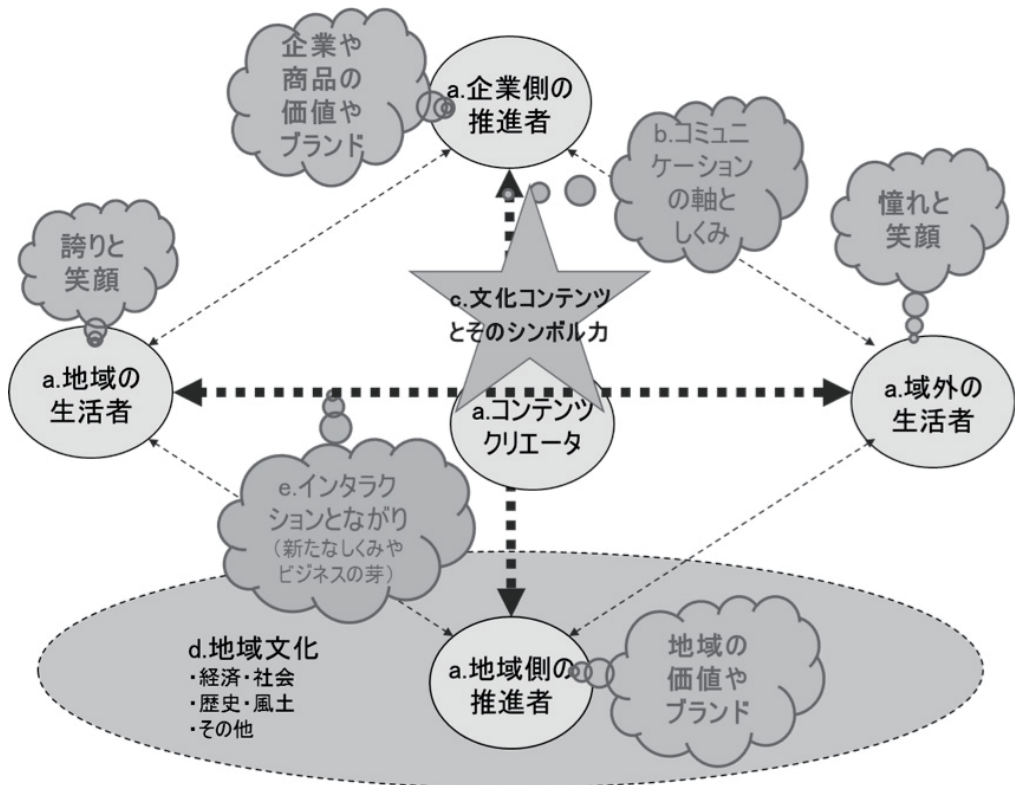 企業や
商品の
価値や
ブランド
a.企業側の
推進者
b.コミュニ
ケーション
の軸と
しくみ
憧れと
笑顔
誇りと
笑顔
c.文化コンテンツ
とそのシンボル力
a.地域の
生活者
a.域外の
生活者
a.コンテンツ
クリエータ
e.インタラク
ションとながり
（新たなしくみや
ビジネスの芽）
d.地域文化
・経済・社会
・歴史・風土
・その他
a.地域側の
推進者
地域の
価値や
ブランド